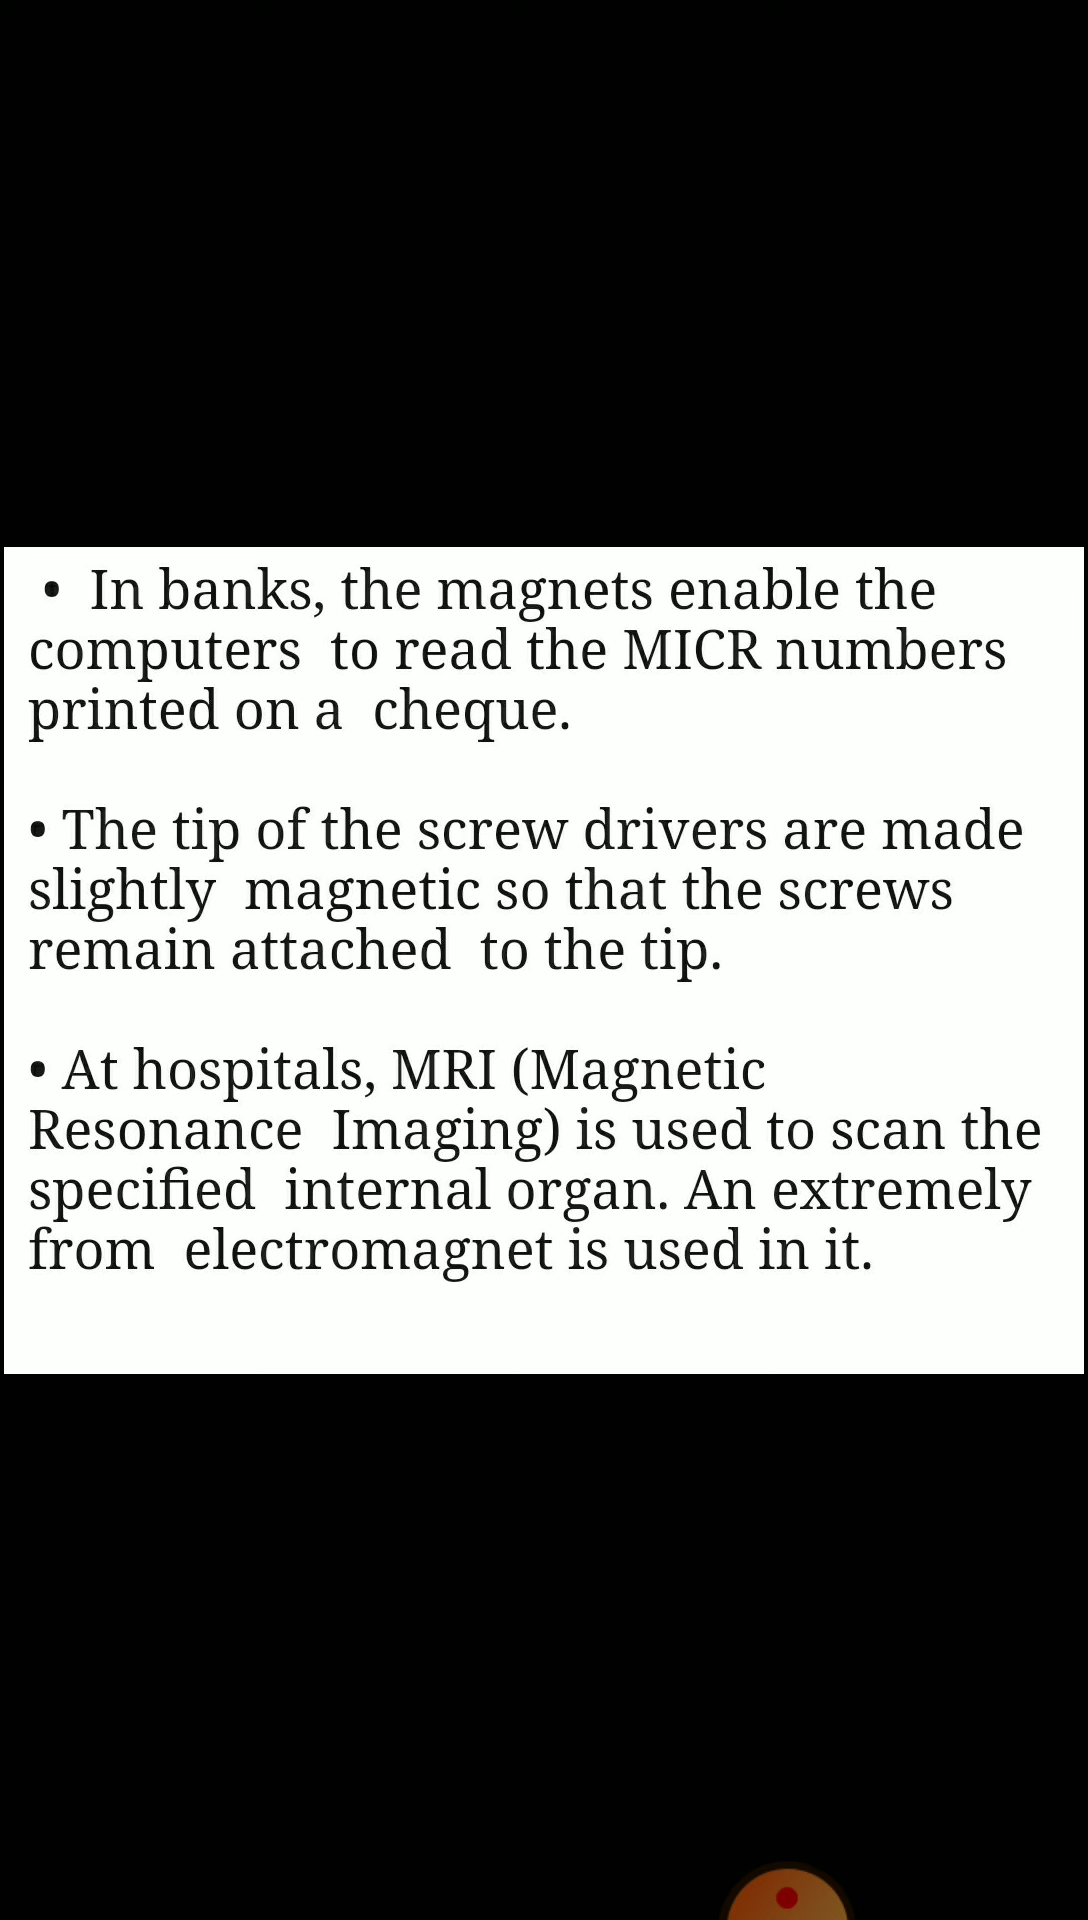 • In banks, the magnets enable the
computers  to read the MICR numbers
printed on a  cheque.
• The tip of the screw drivers are made
slightly  magnetic so that the screws
remain attached  to the tip.
• At hospitals, MRI (Magnetic
Resonance  Imaging) is used to scan the
specified  internal organ. An extremely
from  electromagnet is used in it.